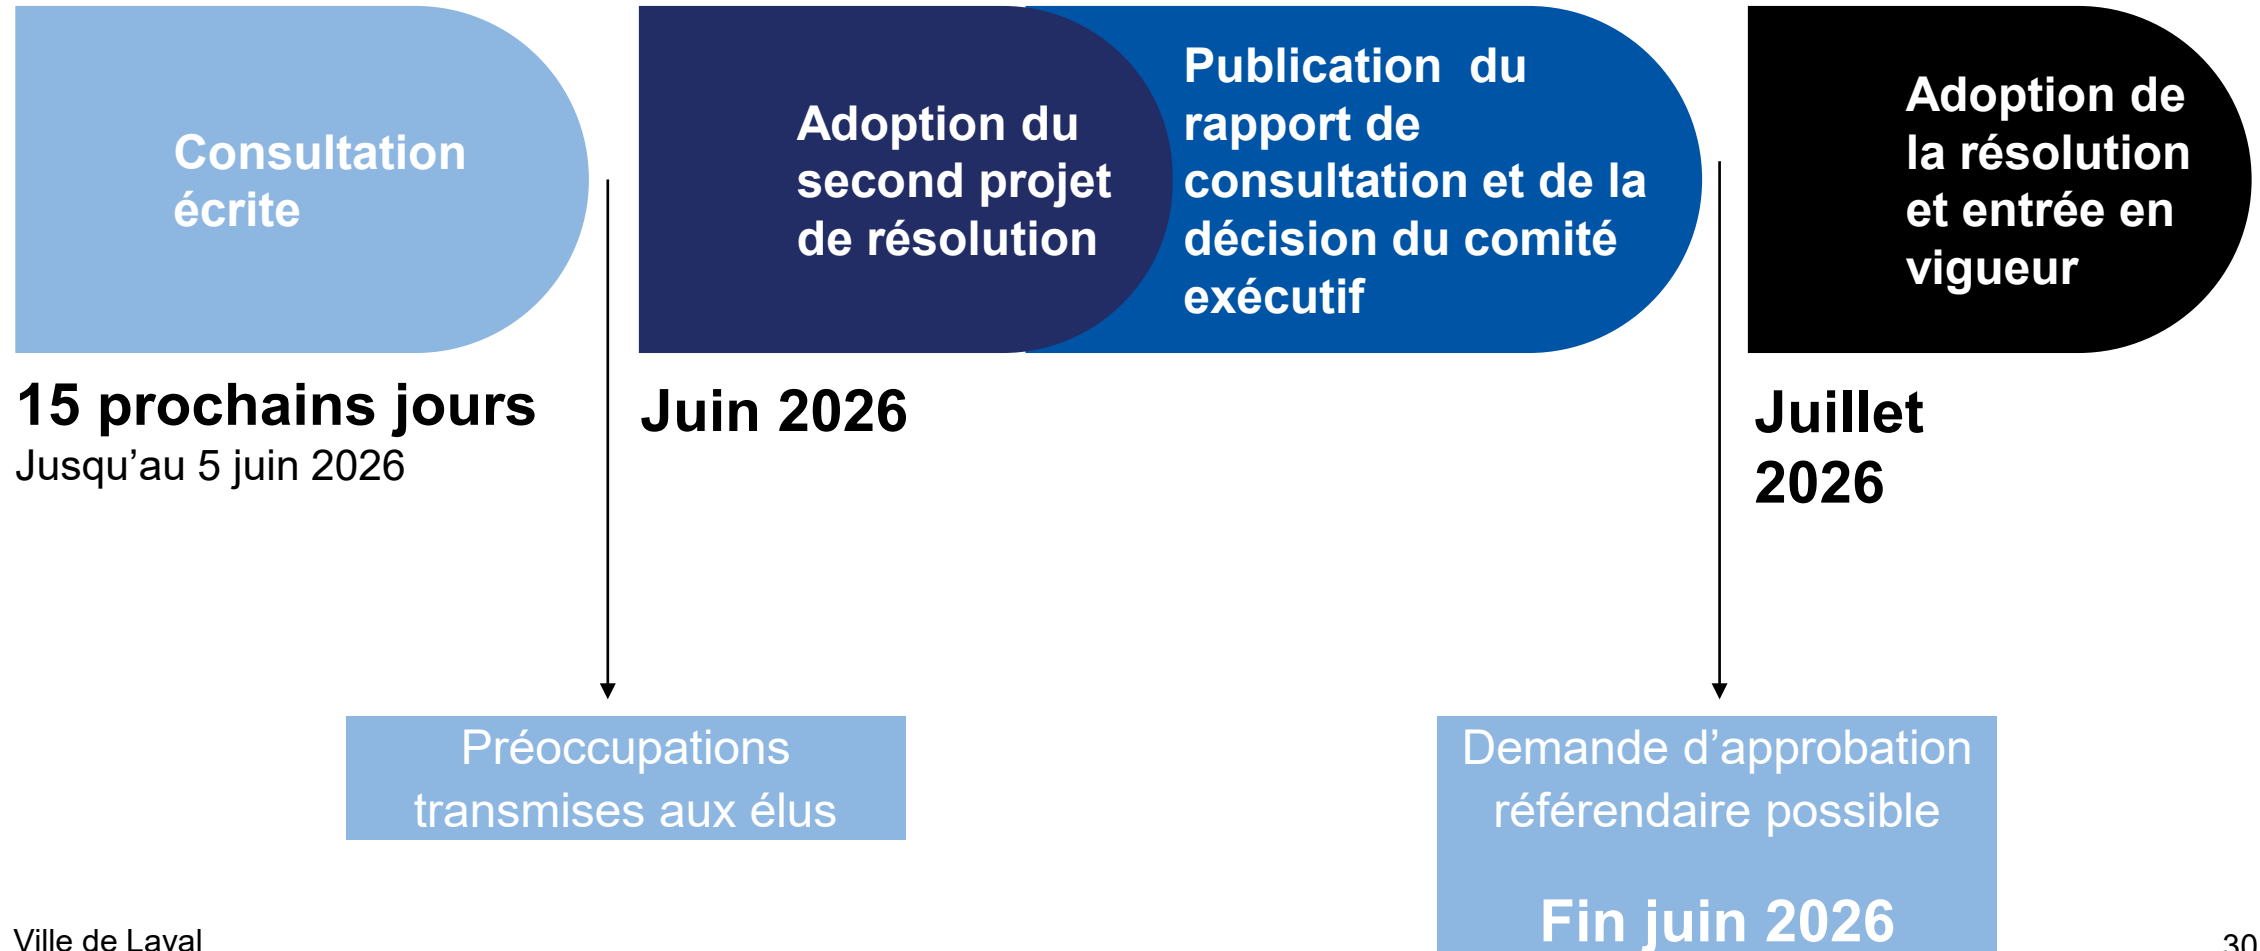 Consultation
écrite
Adoption du
second projet
de résolution
Publication  du
rapport de
consultation et de la
décision du comité
exécutif
Adoption de
la résolution
et entrée en
vigueur
15 prochains jours
Jusqu’au 5 juin 2026
Juin 2026
Juillet
2026
Préoccupations
transmises aux élus
Demande d’approbation
référendaire possible
Fin juin 2026
Ville de Laval
30